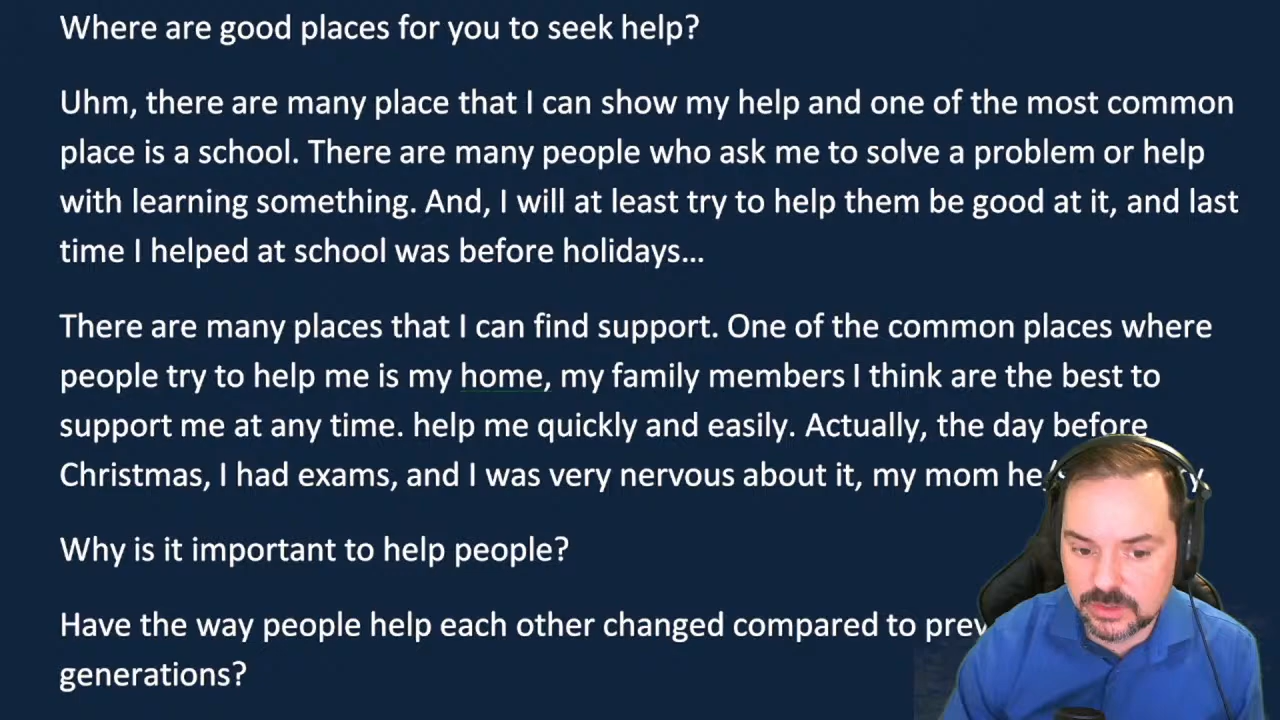 Where are good places for you to seek help?
Uhm, there are many place that I can show my help and one of the most common
place is a school. There are many people who ask me to solve a problem or help
with learning something. And, I will at least try to help them be good at it, and last
time I helped at school was before holidays...
There are many places that I can find support. One of the common places where
people try to help me is my home, my family members I think are the best to
support me at any time. help me quickly and easily. Actually, the day before
Christmas, I had exams, and I was very nervous about it, my mom
Why is it important to help people?
Have the way people help each other changed compared to
generations?